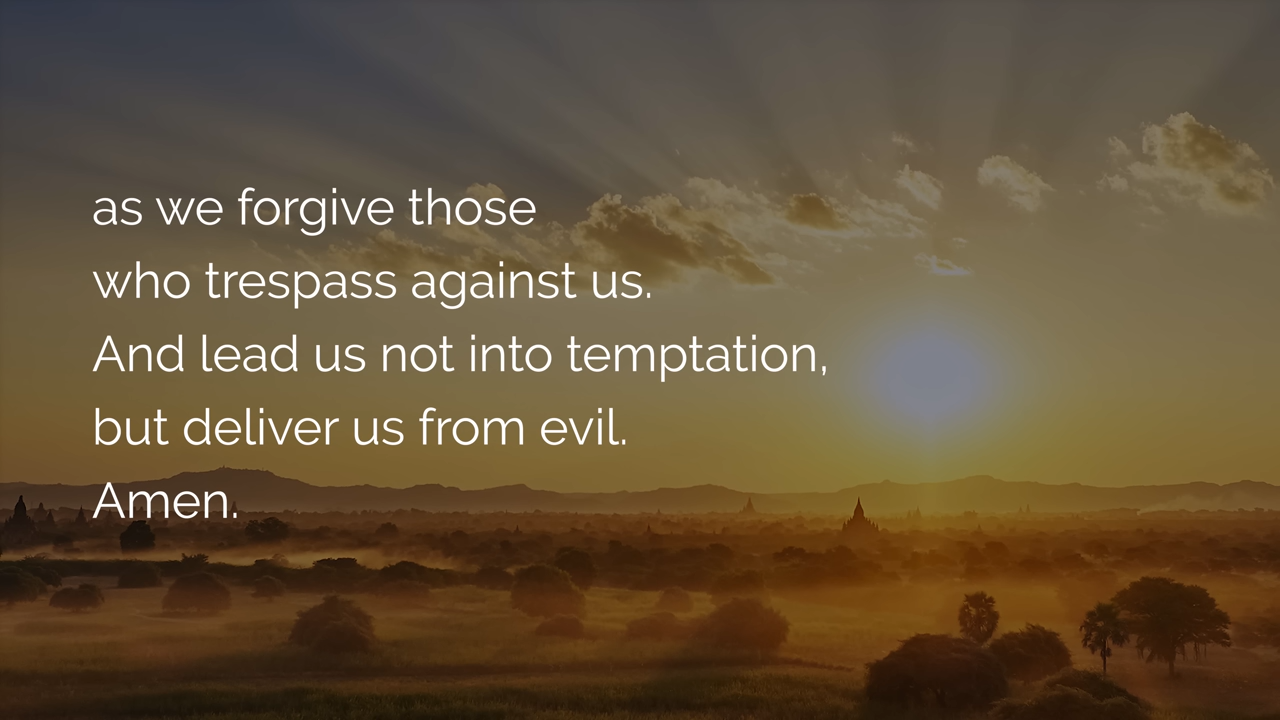 as we forgive those
who trespass against us.
And lead us not into temptation,
but deliver us from evil.
Amen.